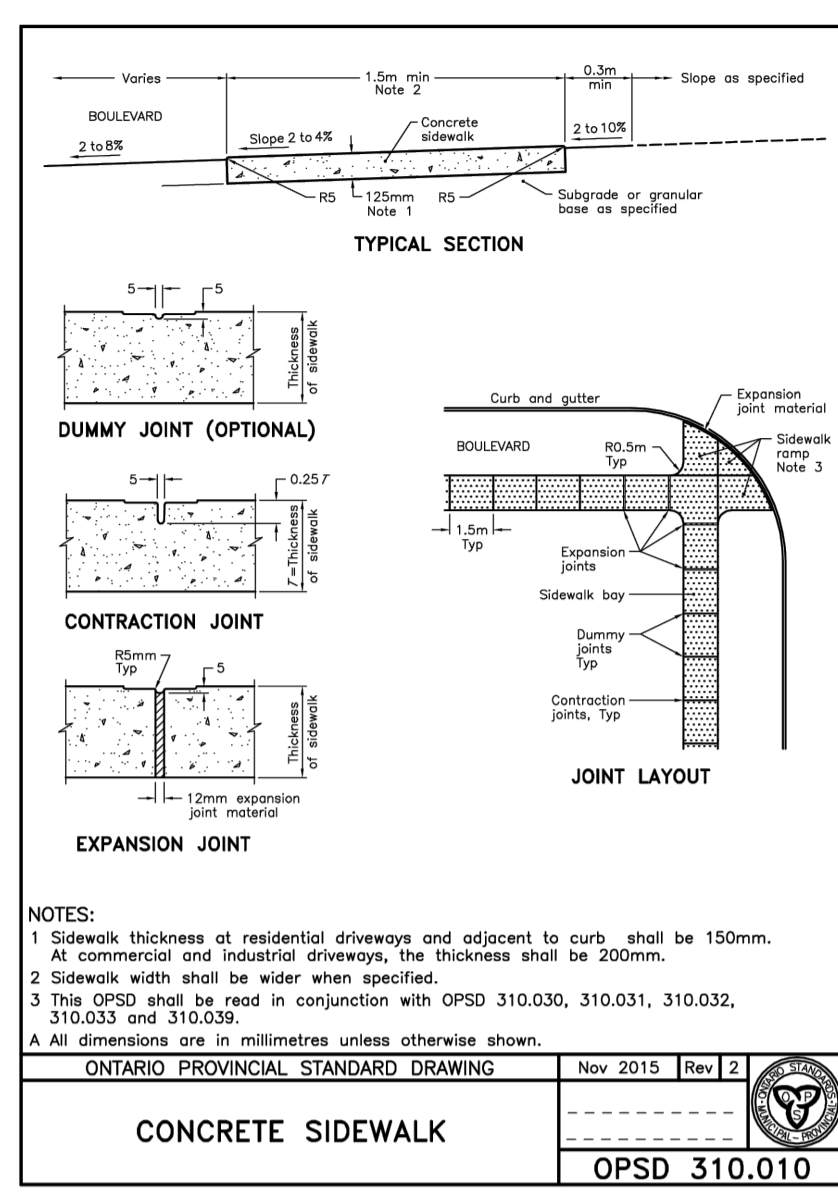 Varies
1.5m min
Note 2
0.3m
min
Slope as specified
BOULEVARD
2 to 8%
Slope 2 to 4%
Concrete
sidewalk
2 to 10%
R5
125mm
Note 1
R5
Subgrade or granular
base as specified
TYPICAL SECTION
5
5
Thickness
of sidewalk
DUMMY JOINT (OPTIONAL)
5
0.25T
T=Thickness
of sidewalk
CONTRACTION JOINT
R5mm
Typ
5
Thickness
of sidewalk
12mm expansion
joint material
EXPANSION JOINT
Curb and gutter
Expansion
joint material
BOULEVARD
R0.5m
Typ
Sidewalk
ramp
Note 3
1.5m
Typ
Expansion
joints
Sidewalk bay
Dummy
joints
Typ
Contraction
joints, Typ
JOINT LAYOUT
NOTES:
1 Sidewalk thickness at residential driveways and adjacent to curb shall be 150mm.
At commercial and industrial driveways, the thickness shall be 200mm.
2 Sidewalk width shall be wider when specified.
3 This OPSD shall be read in conjunction with OPSD 310.030, 310.031, 310.032,
310.033 and 310.039.
A All dimensions are in millimetres unless otherwise shown.
ONTARIO PROVINCIAL STANDARD DRAWING
Nov 2015
Rev
2
CONCRETE SIDEWALK
ONTARIO STANDARDS
MUNICIPAL - PROVINCIAL
O P
S
OPSD 310.010